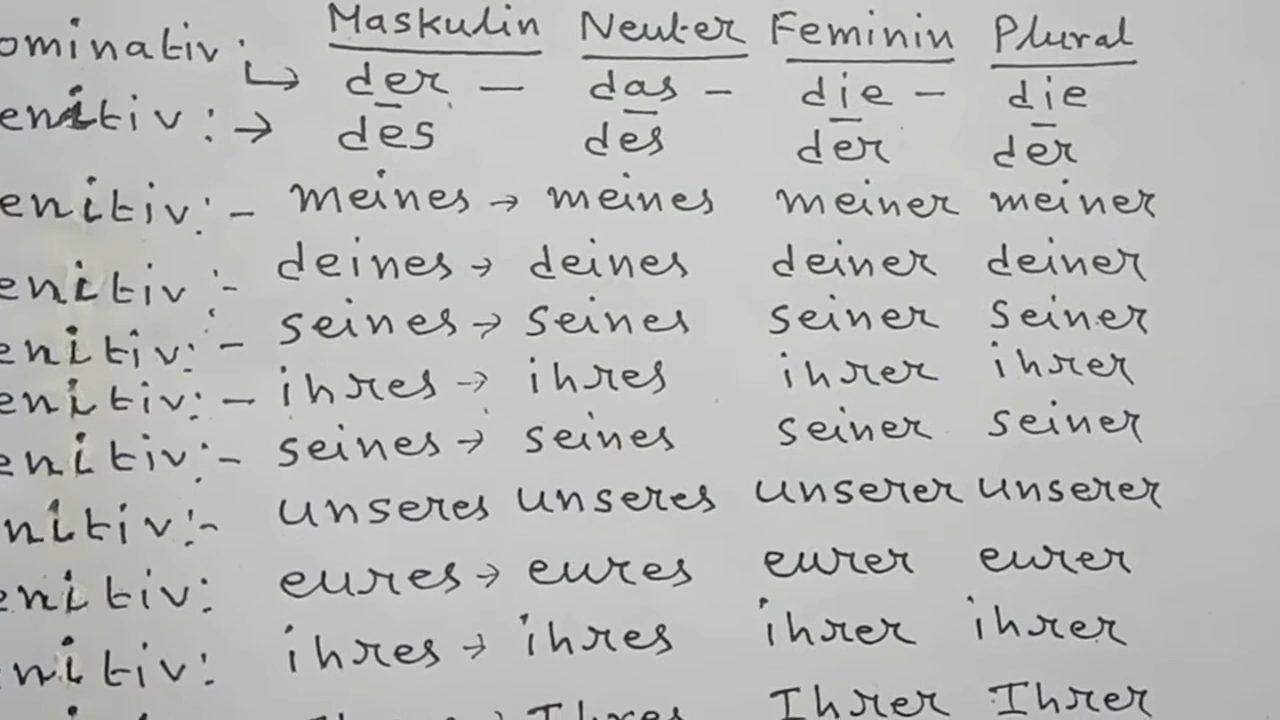 Maskulin Neuter Feminin Plural
ominativ: ↳ der — das – die – die
enitiv: → des des der der
enitiv:- meines → meines meiner meiner
enitiv:- deines → deines deiner deiner
enitiv:- seines → seines seiner seiner
enitiv:- ihres → ihres ihrer ihrer
enitiv:- seines → seines seiner seiner
nitiv:- unseres unseres unserer unserer
enitiv: eures → eures eurer eurer
nitiv: ihres → ihres ihrer ihrer
Ihres Ihrer Ihrer